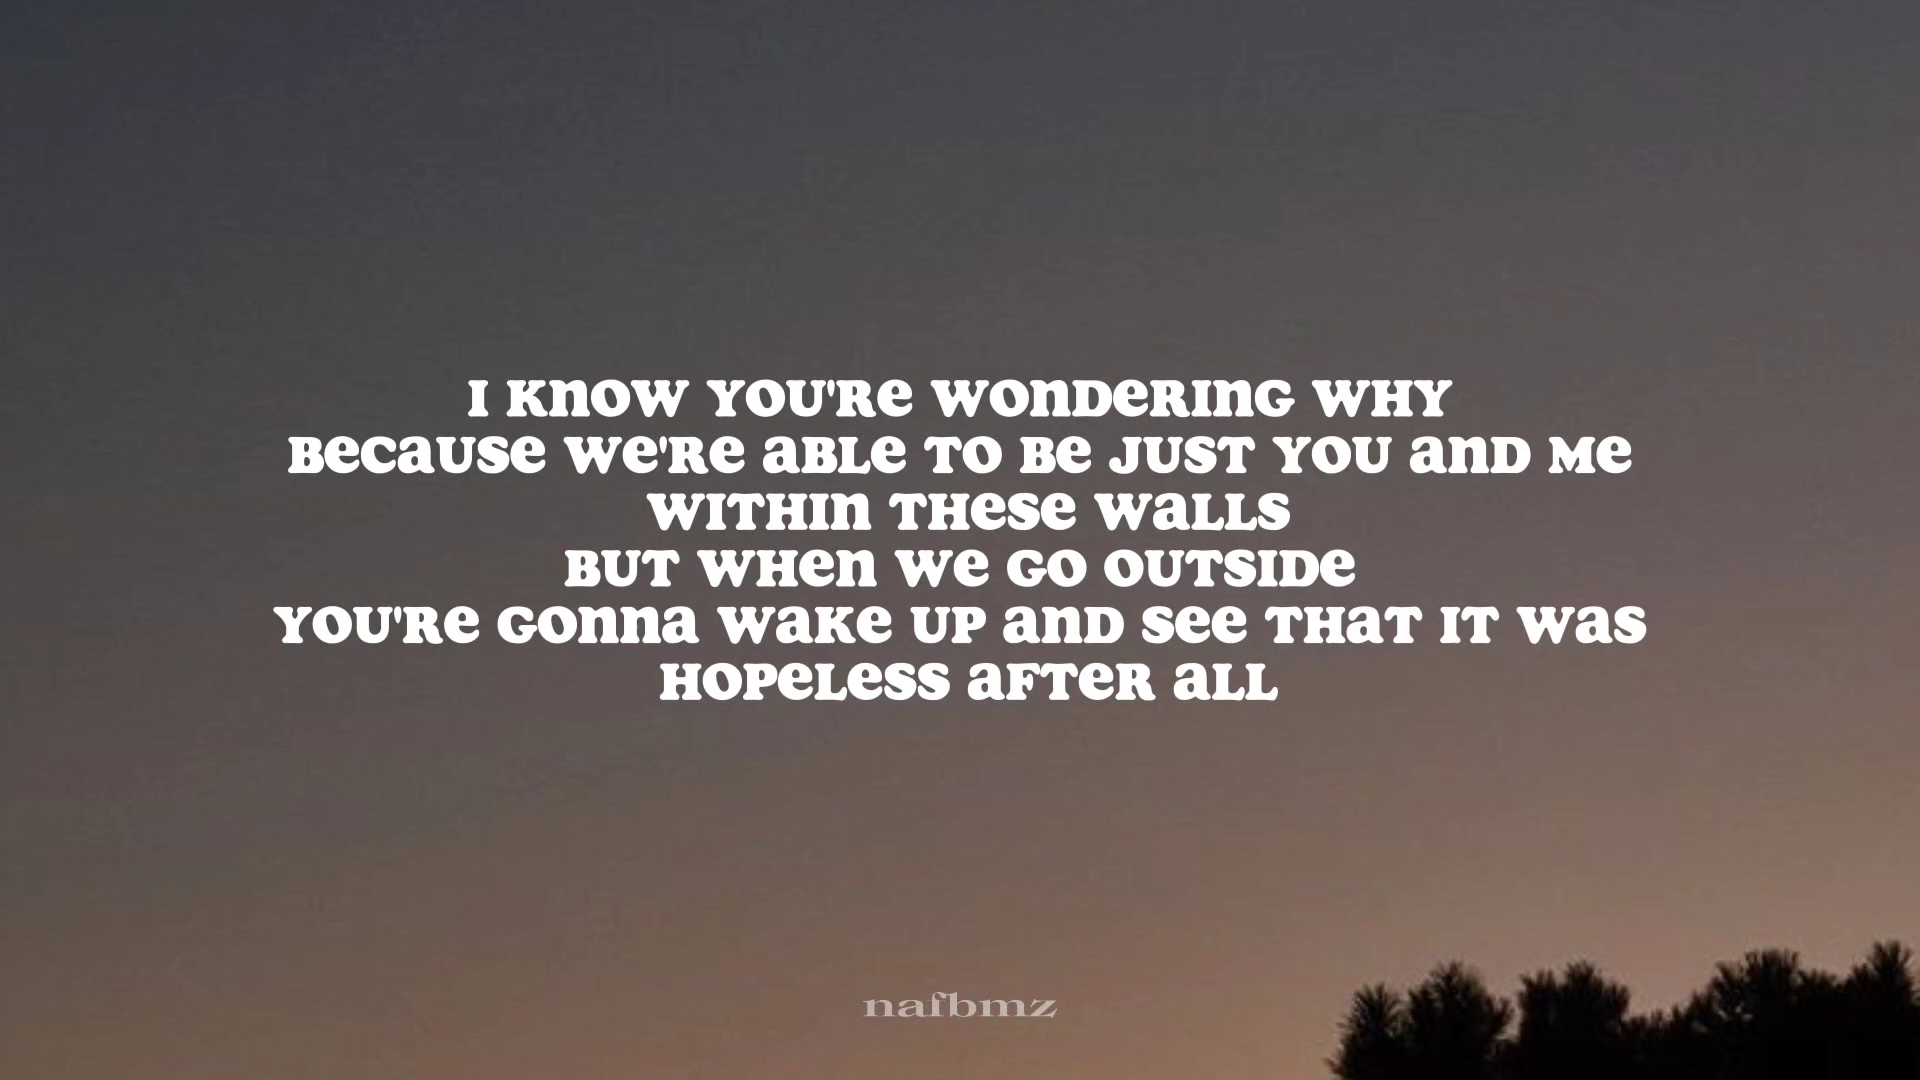 I KNOW YOU'RE WONDERING WHY
BECAUSE WE'RE ABLE TO BE JUST YOU AND ME
WITHIN THESE WALLS
BUT WHEN WE GO OUTSIDE
YOU'RE GONNA WAKE UP AND SEE THAT IT WAS
HOPELESS AFTER ALL
nafbmz